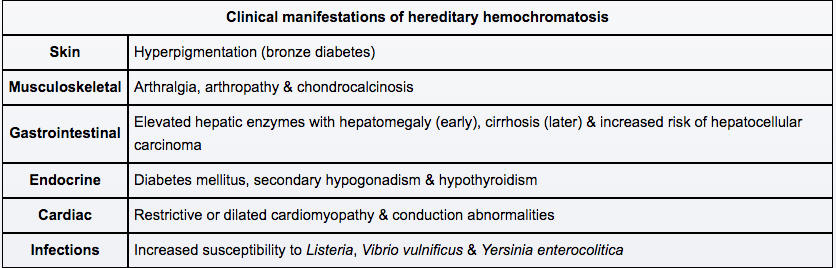 Clinical manifestations of hereditary hemochromatosis
Skin Hyperpigmentation (bronze diabetes)
Musculoskeletal Arthralgia, arthropathy & chondrocalcinosis
Gastrointestinal Elevated hepatic enzymes with hepatomegaly (early), cirrhosis (later) & increased risk of hepatocellular
carcinoma
Endocrine Diabetes mellitus, secondary hypogonadism & hypothyroidism
Cardiac Restrictive or dilated cardiomyopathy & conduction abnormalities
Infections Increased susceptibility to Listeria, Vibrio vulnificus & Yersinia enterocolitica